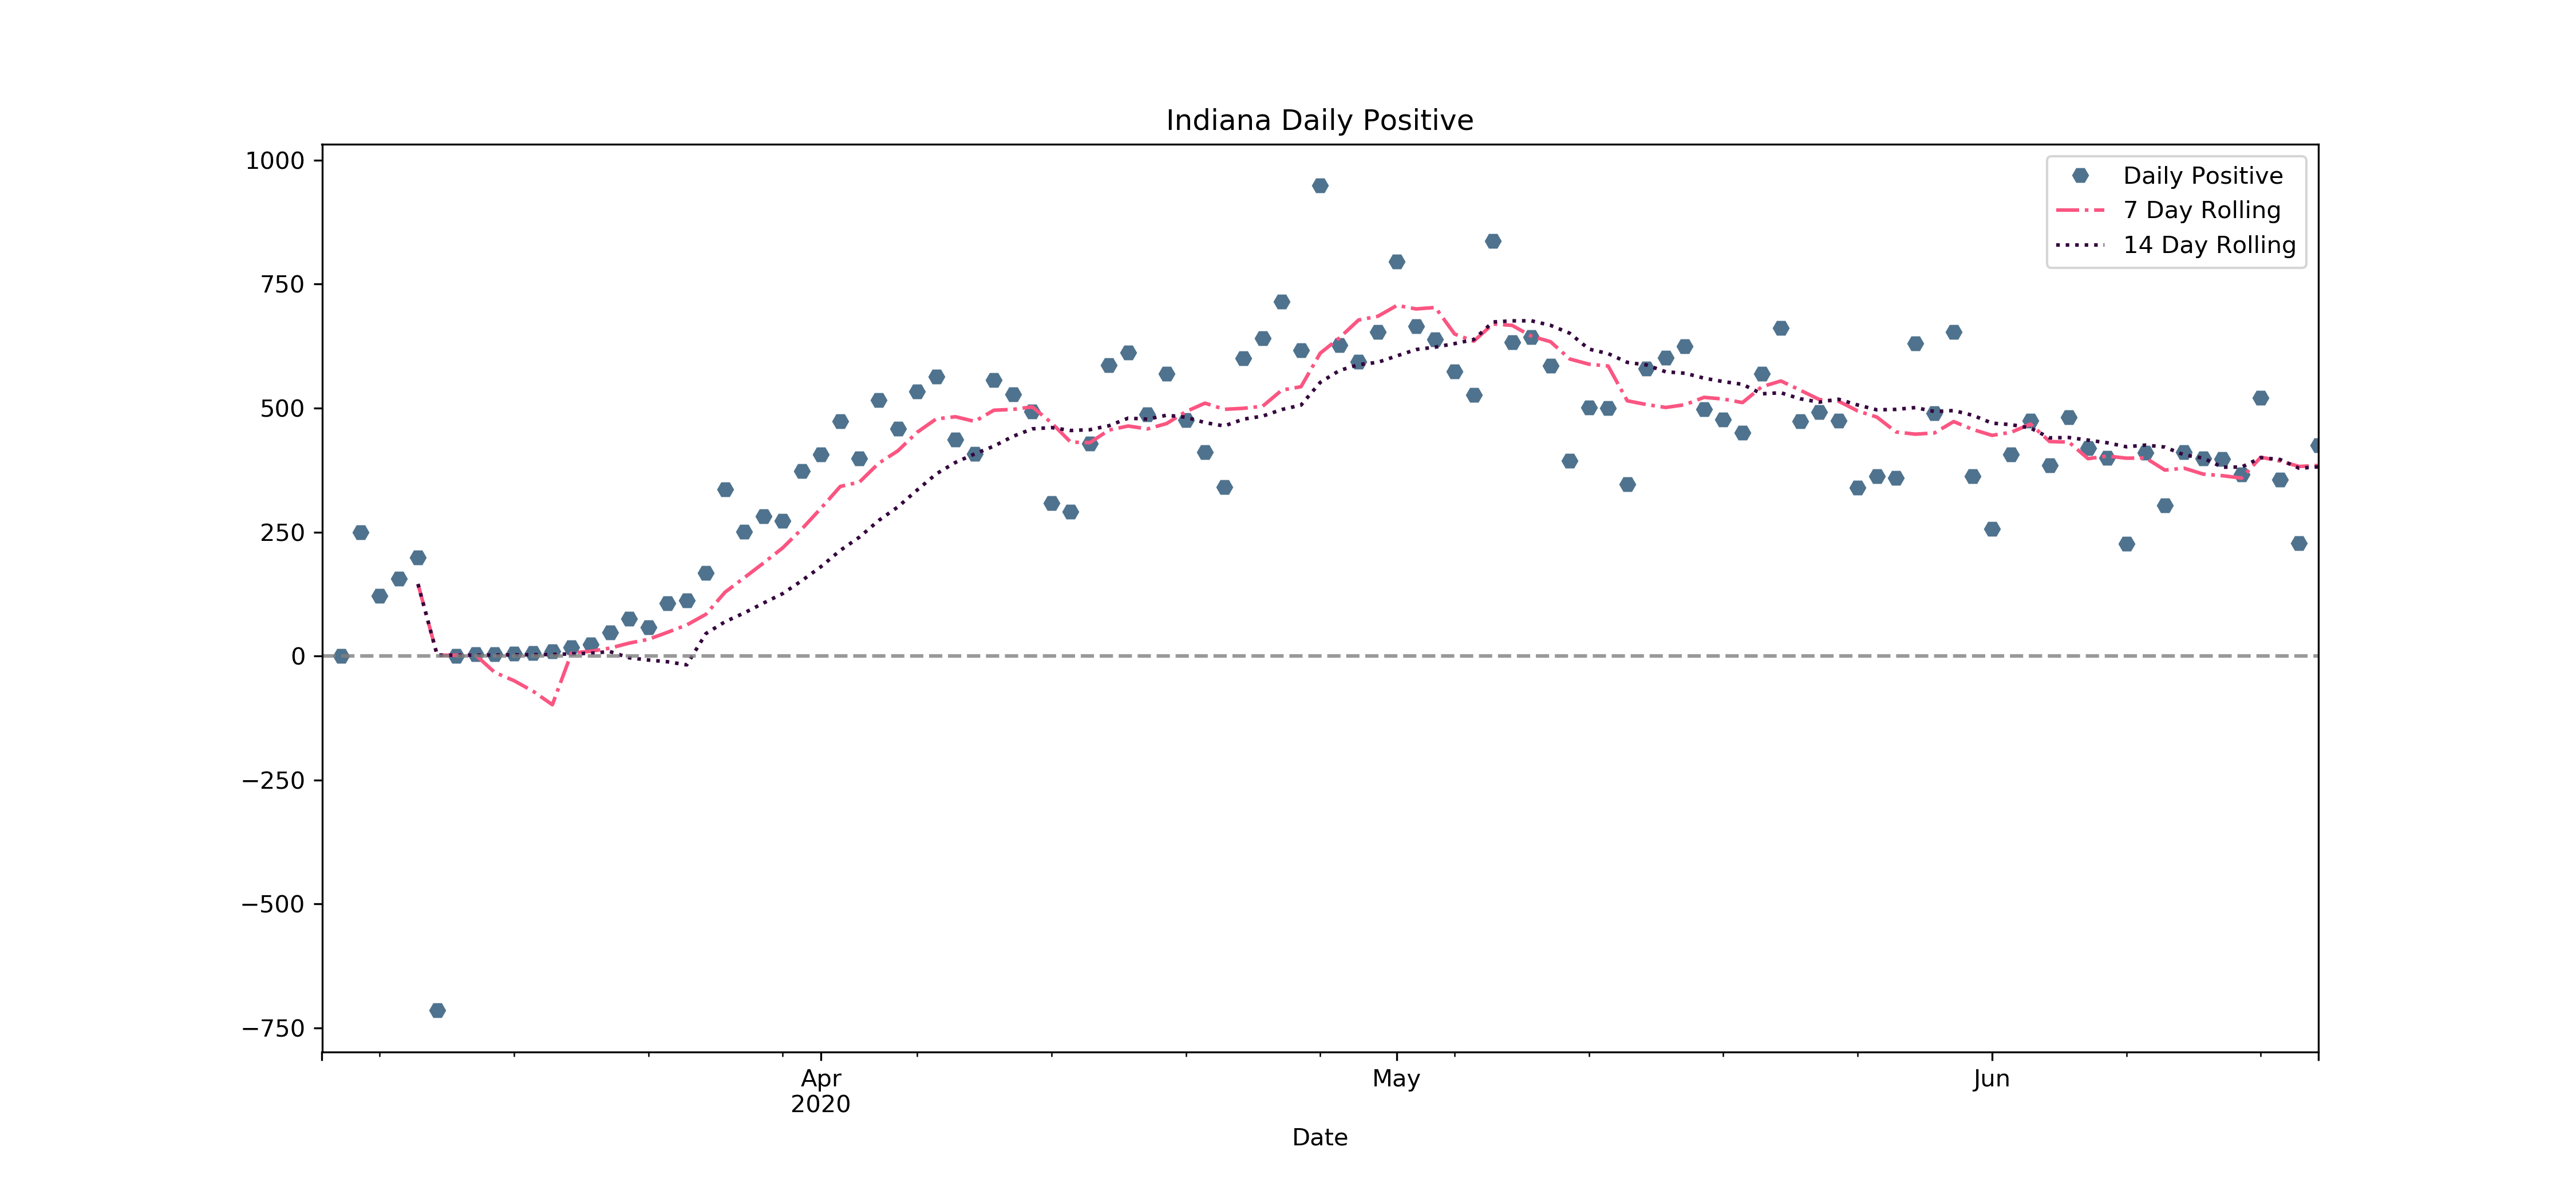 Indiana Daily Positive
1000
750
500
250
0
−250
−500
−750
Daily Positive
7 Day Rolling
14 Day Rolling
Apr
2020
May
Jun
Date